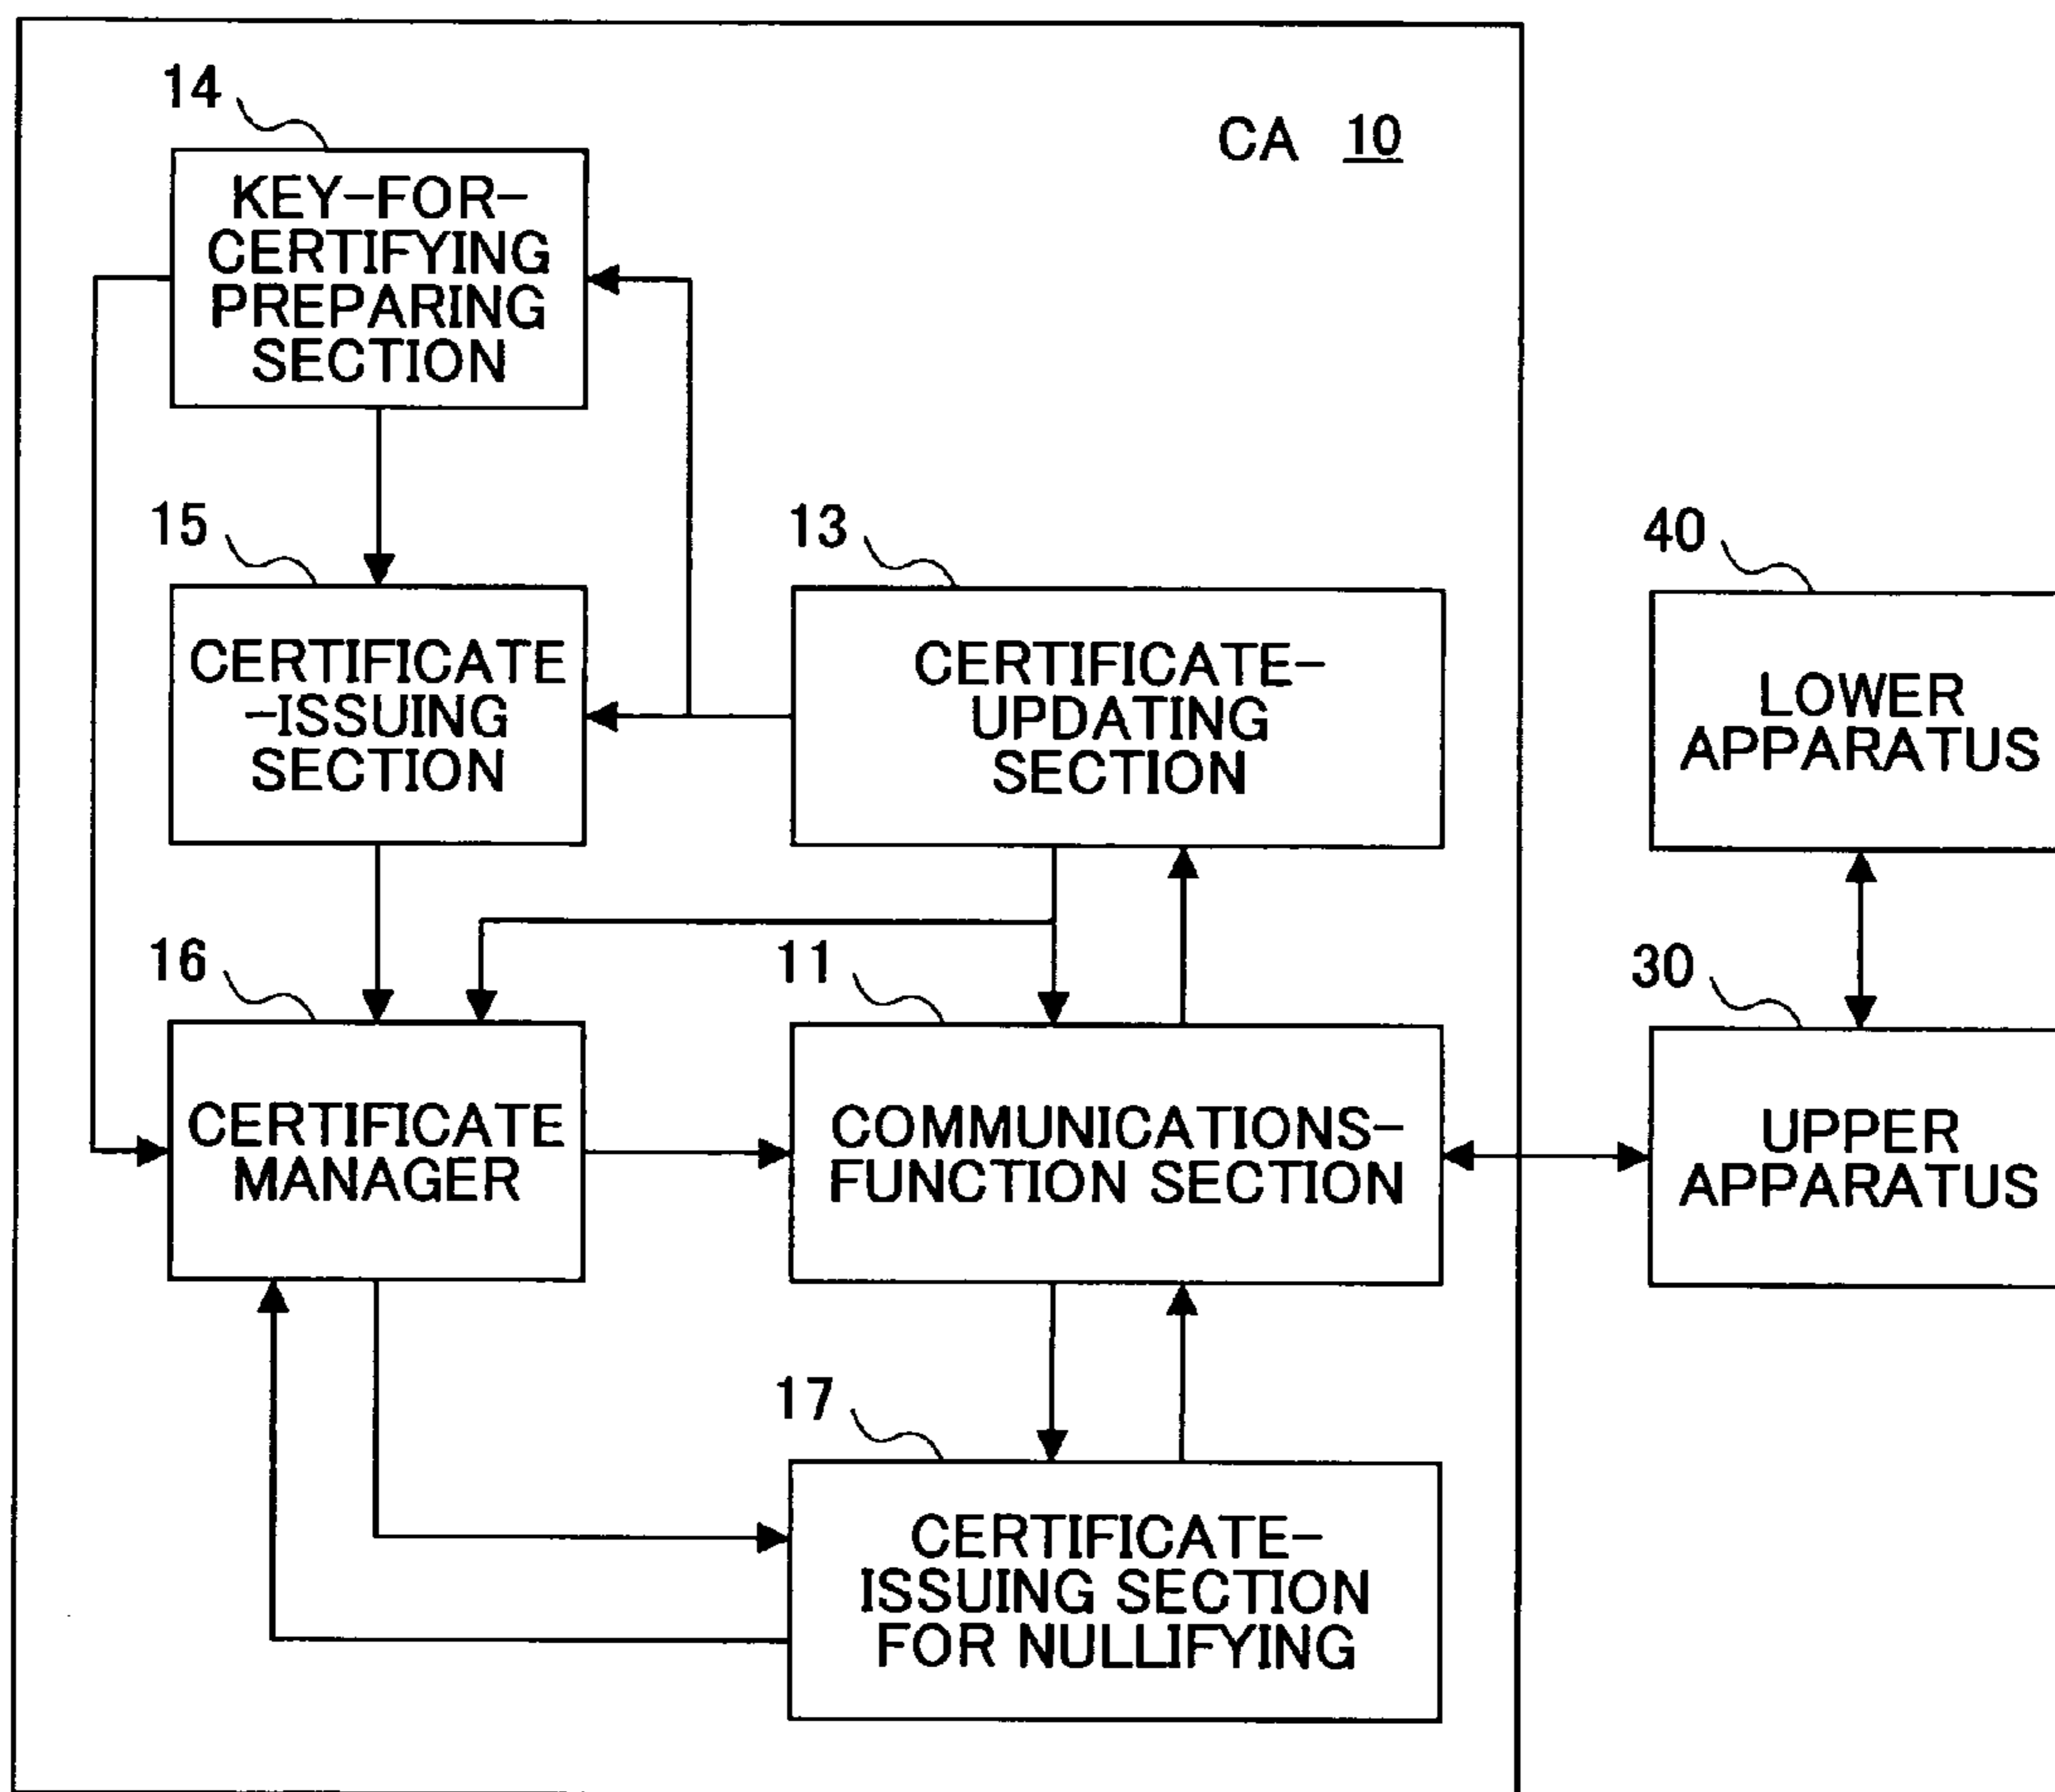 14
CA 10
KEY-FOR-
CERTIFYING
PREPARING
SECTION
15
13
40
CERTIFICATE
-ISSUING
SECTION
CERTIFICATE-
UPDATING
SECTION
LOWER
APPARATUS
16
11
30
CERTIFICATE
MANAGER
COMMUNICATIONS-
FUNCTION SECTION
UPPER
APPARATUS
17
CERTIFICATE-
ISSUING SECTION
FOR NULLIFYING